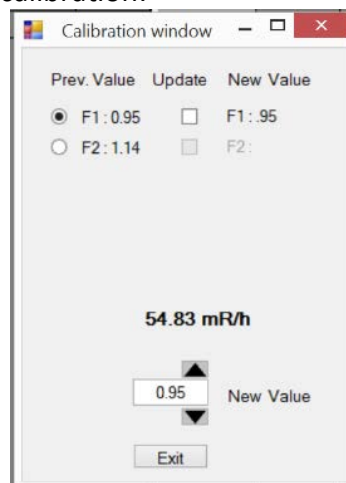 Calibration window
Prev. Value Update New Value
F1 : 0.95 F1: .95
F2 : 1.14 F2 :
54.83 mR/h
0.95 New Value
Exit